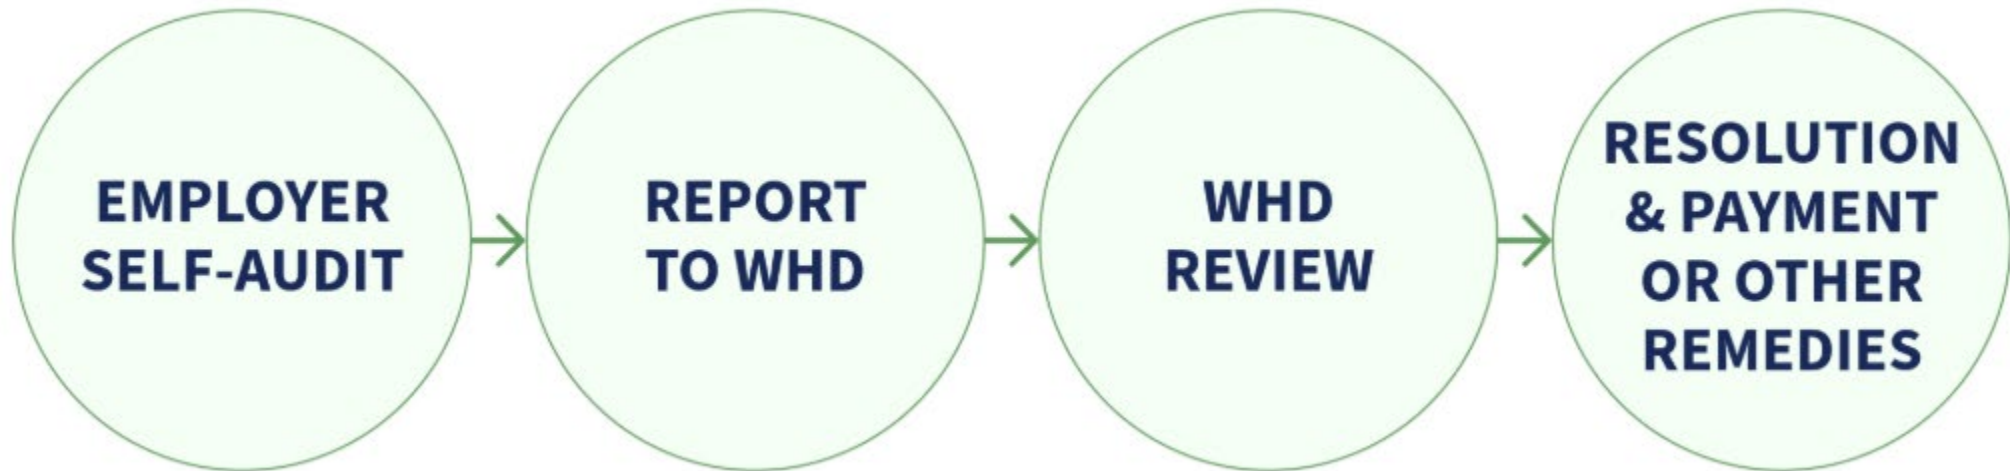 EMPLOYER
SELF-AUDIT
REPORT
TO WHD
WHD
REVIEW
RESOLUTION
& PAYMENT
OR OTHER
REMEDIES